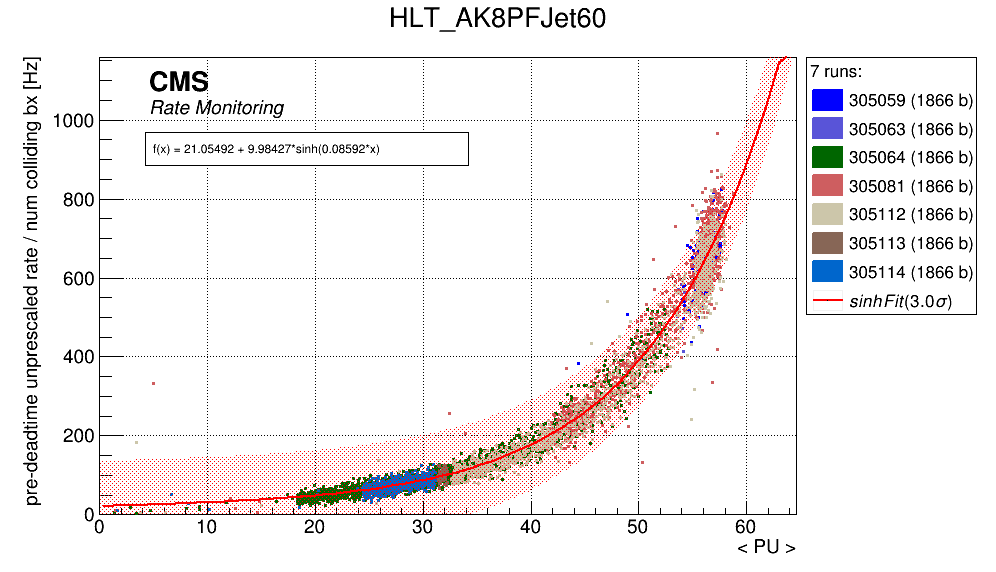 HLT_AK8PFJet60
pre-deadtime unprescaled rate / num colliding bx [Hz]
CMS
Rate Monitoring
f(x) = 21.05492 + 9.98427*sinh(0.08592*x)
1000
800
600
400
200
0
0 10 20 30 40 50 60
< PU >
7 runs:
305059 (1866 b)
305063 (1866 b)
305064 (1866 b)
305081 (1866 b)
305112 (1866 b)
305113 (1866 b)
305114 (1866 b)
sinhFit(3.0σ)